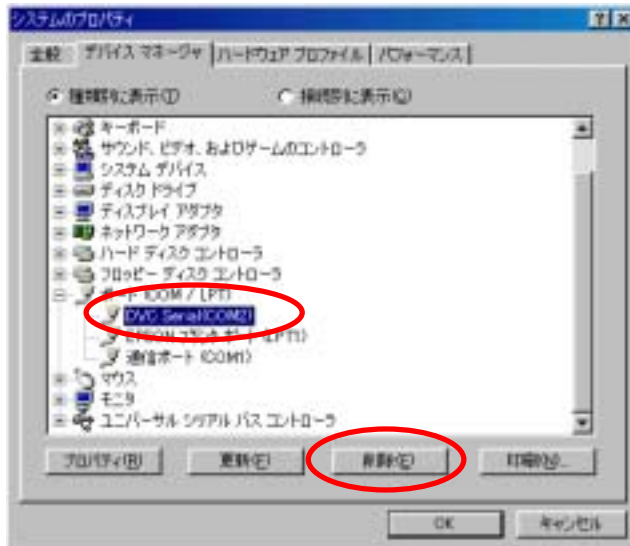 システムのプロパティ
全般 デバイス マネージャ ハードウェア プロファイル パフォーマンス
種類別に表示(T) 接続別に表示(C)
キーボード
サウンド、ビデオ、およびゲームのコントローラ
システム デバイス
ディスク ドライブ
ディスプレイ アダプタ
ネットワーク アダプタ
ハード ディスク コントローラ
フロッピー ディスク コントローラ
ポート (COM / LPT)
DVC Serial(COM2)
EPSON プリンタ ポート (LPT1)
通信ポート (COM1)
マウス
モニタ
ユニバーサル シリアル バス コントローラ
プロパティ(R) 更新(F) 削除(E) 印刷(N)...
OK キャンセル